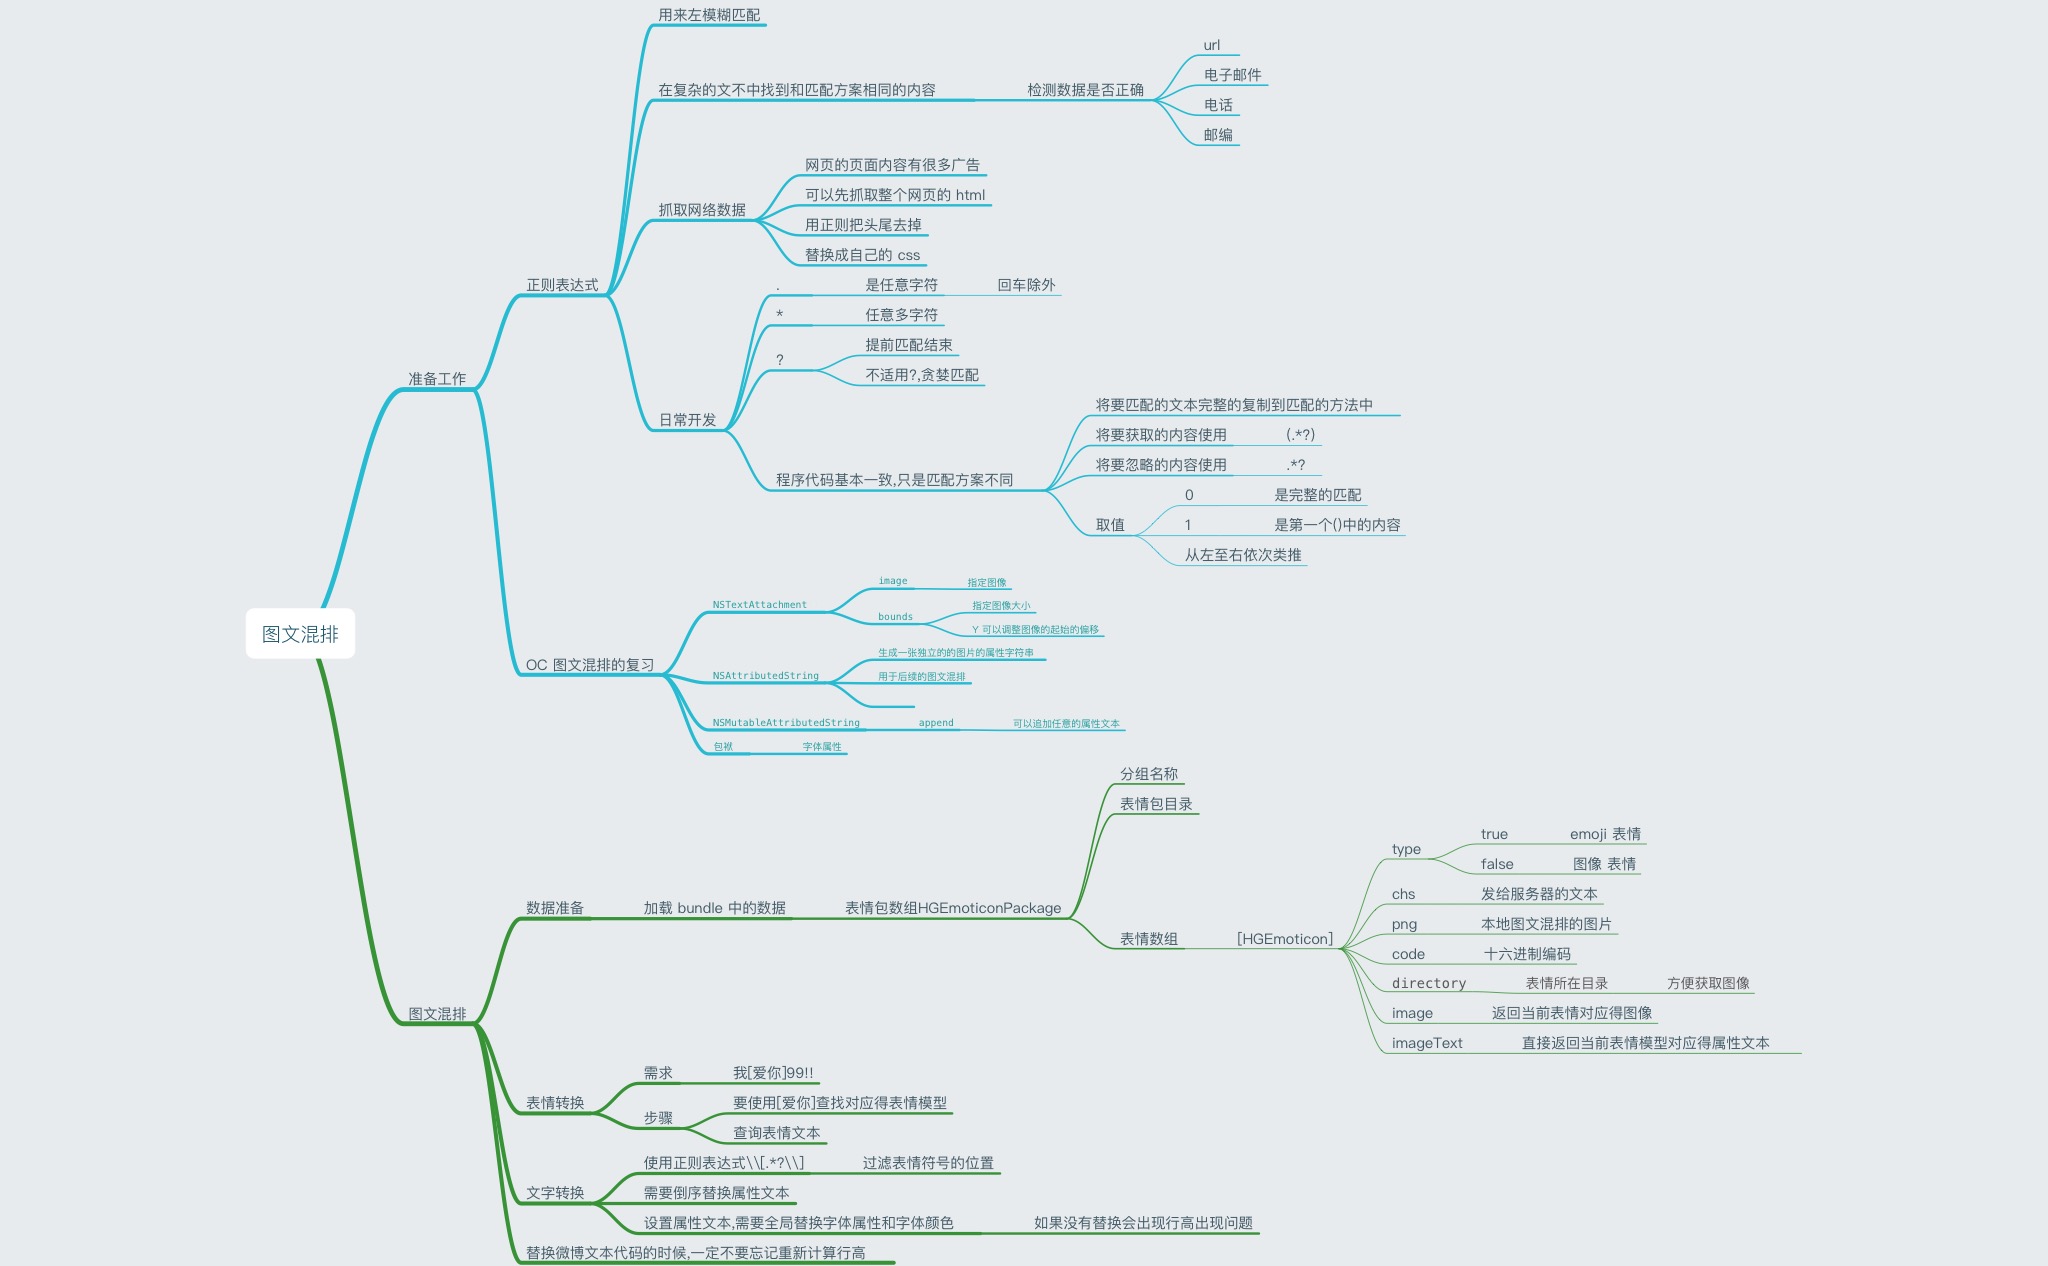 图文混排
准备工作
正则表达式
用来左模糊匹配
在复杂的文不中找到和匹配方案相同的内容
检测数据是否正确
url
电子邮件
电话
邮编
抓取网络数据
网页的页面内容有很多广告
可以先抓取整个网页的 html
用正则把头尾去掉
替换成自己的 css
日常开发
.
是任意字符
回车除外
*
任意多字符
?
提前匹配结束
不适用?,贪婪匹配
程序代码基本一致,只是匹配方案不同
将要匹配的文本完整的复制到匹配的方法中
将要获取的内容使用
(.*?)
将要忽略的内容使用
.*?
取值
0
是完整的匹配
1
是第一个()中的内容
从左至右依次类推
OC 图文混排的复习
NSTextAttachment
image
指定图像
bounds
指定图像大小
Y 可以调整图像的起始的偏移
NSAttributedString
生成一张独立的的图片的属性字符串
用于后续的图文混排
NSMutableAttributedString
append
可以追加任意的属性文本
包袱
字体属性
图文混排
数据准备
加载 bundle 中的数据
表情包数组HGEmoticonPackage
分组名称
表情包目录
表情数组
[HGEmoticon]
type
true
emoji 表情
false
图像 表情
chs
发给服务器的文本
png
本地图文混排的图片
code
十六进制编码
directory
表情所在目录
方便获取图像
image
返回当前表情对应得图像
imageText
直接返回当前表情模型对应得属性文本
表情转换
需求
我[爱你]99!!
步骤
要使用[爱你]查找对应得表情模型
查询表情文本
文字转换
使用正则表达式\\[.*?\\]
过滤表情符号的位置
需要倒序替换属性文本
设置属性文本,需要全局替换字体属性和字体颜色
如果没有替换会出现行高出现问题
替换微博文本代码的时候,一定不要忘记重新计算行高